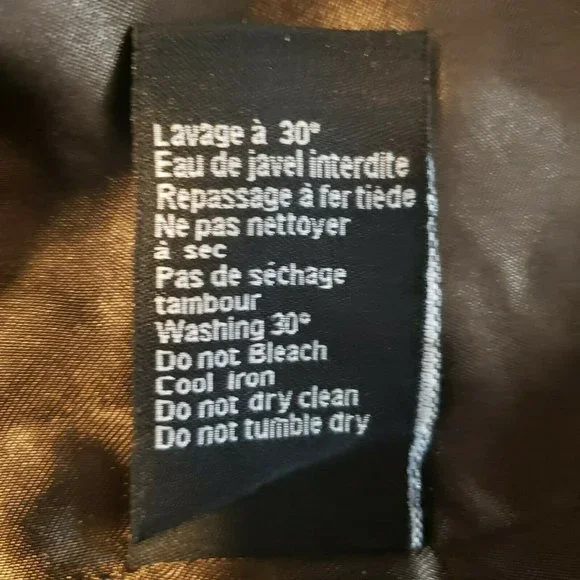 Lavage à 30°
Eau de javel interdite
Repassage à fer tiède
Ne pas nettoyer
à sec
Pas de séchage
tambour
Washing 30°
Do not Bleach
Cool Iron
Do not dry clean
Do not tumble dry